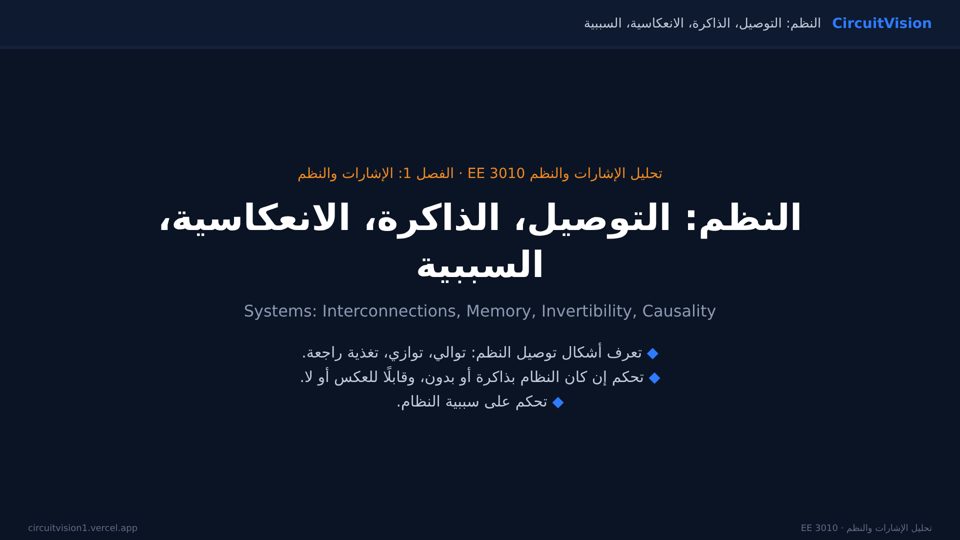 CircuitVision النظم: التوصيل، الذاكرة، الانعكاسية، السببية
تحليل الإشارات والنظم EE 3010 · الفصل 1: الإشارات والنظم
النظم: التوصيل، الذاكرة، الانعكاسية،
السببية
Systems: Interconnections, Memory, Invertibility, Causality
◆ تعرف أشكال توصيل النظم: توالي، توازي، تغذية راجعة.
◆ تحكم إن كان النظام بذاكرة أو بدون، وقابلًا للعكس أو لا.
◆ تحكم على سببية النظام.
تحليل الإشارات والنظم · EE 3010
circuitvision1.vercel.app